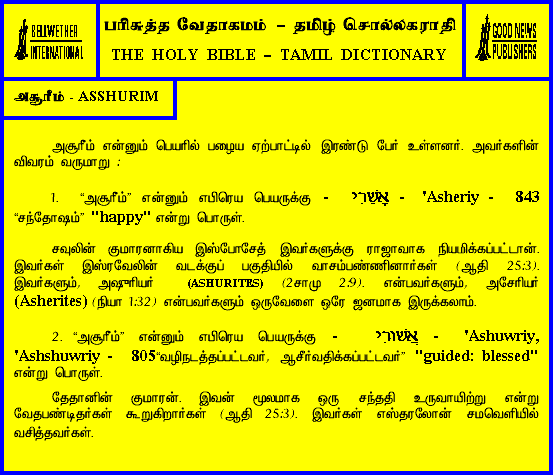 BELLWETHER
INTERNATIONAL
பரிசுத்த வேதாகமம் – தமிழ் சொல்லகராதி
THE HOLY BIBLE – TAMIL DICTIONARY
GOOD NEWS
PUBLISHERS
அசூரீம் - ASSHURIM
அசூரீம் என்னும் பெயரில் பழைய ஏற்பாட்டில் இரண்டு பேர் உள்ளனர். அவர்களின்
விவரம் வருமாறு :
1. “அசூரீம்” என்னும் எபிரெய பெயருக்கு - אֲשֵׁרִי - 'Asheriy - 843
“சந்தோஷம்” "happy" என்று பொருள்.
சவுலின் குமாரனாகிய இஸ்போசேத் இவர்களுக்கு ராஜாவாக நியமிக்கப்பட்டான்.
இவர்கள் இஸ்ரவேலின் வடக்குப் பகுதியில் வாசம்பண்ணினார்கள் (ஆதி 25:3).
இவர்களும், அஷுரியர் (ASHURITES) (2சாமு 2:9). என்பவர்களும், அசேரியர்
(Asherites) (நியா 1:32) என்பவர்களும் ஒருவேளை ஒரே ஜனமாக இருக்கலாம்.
2. “அசூரீம்” என்னும் எபிரெய பெயருக்கு - אֲשׁוּרִי - 'Ashuwriy,
'Ashshuwriy - 805“வழிநடத்தப்பட்டவர், ஆசீர்வதிக்கப்பட்டவர்” "guided: blessed"
என்று பொருள்.
தேதானின் குமாரன். இவன் மூலமாக ஒரு சந்ததி உருவாயிற்று என்று
வேதபண்டிதர்கள் கூறுகிறார்கள் (ஆதி 25:3). இவர்கள் எஸ்தரலோன் சமவெளியில்
வசித்தவர்கள்.